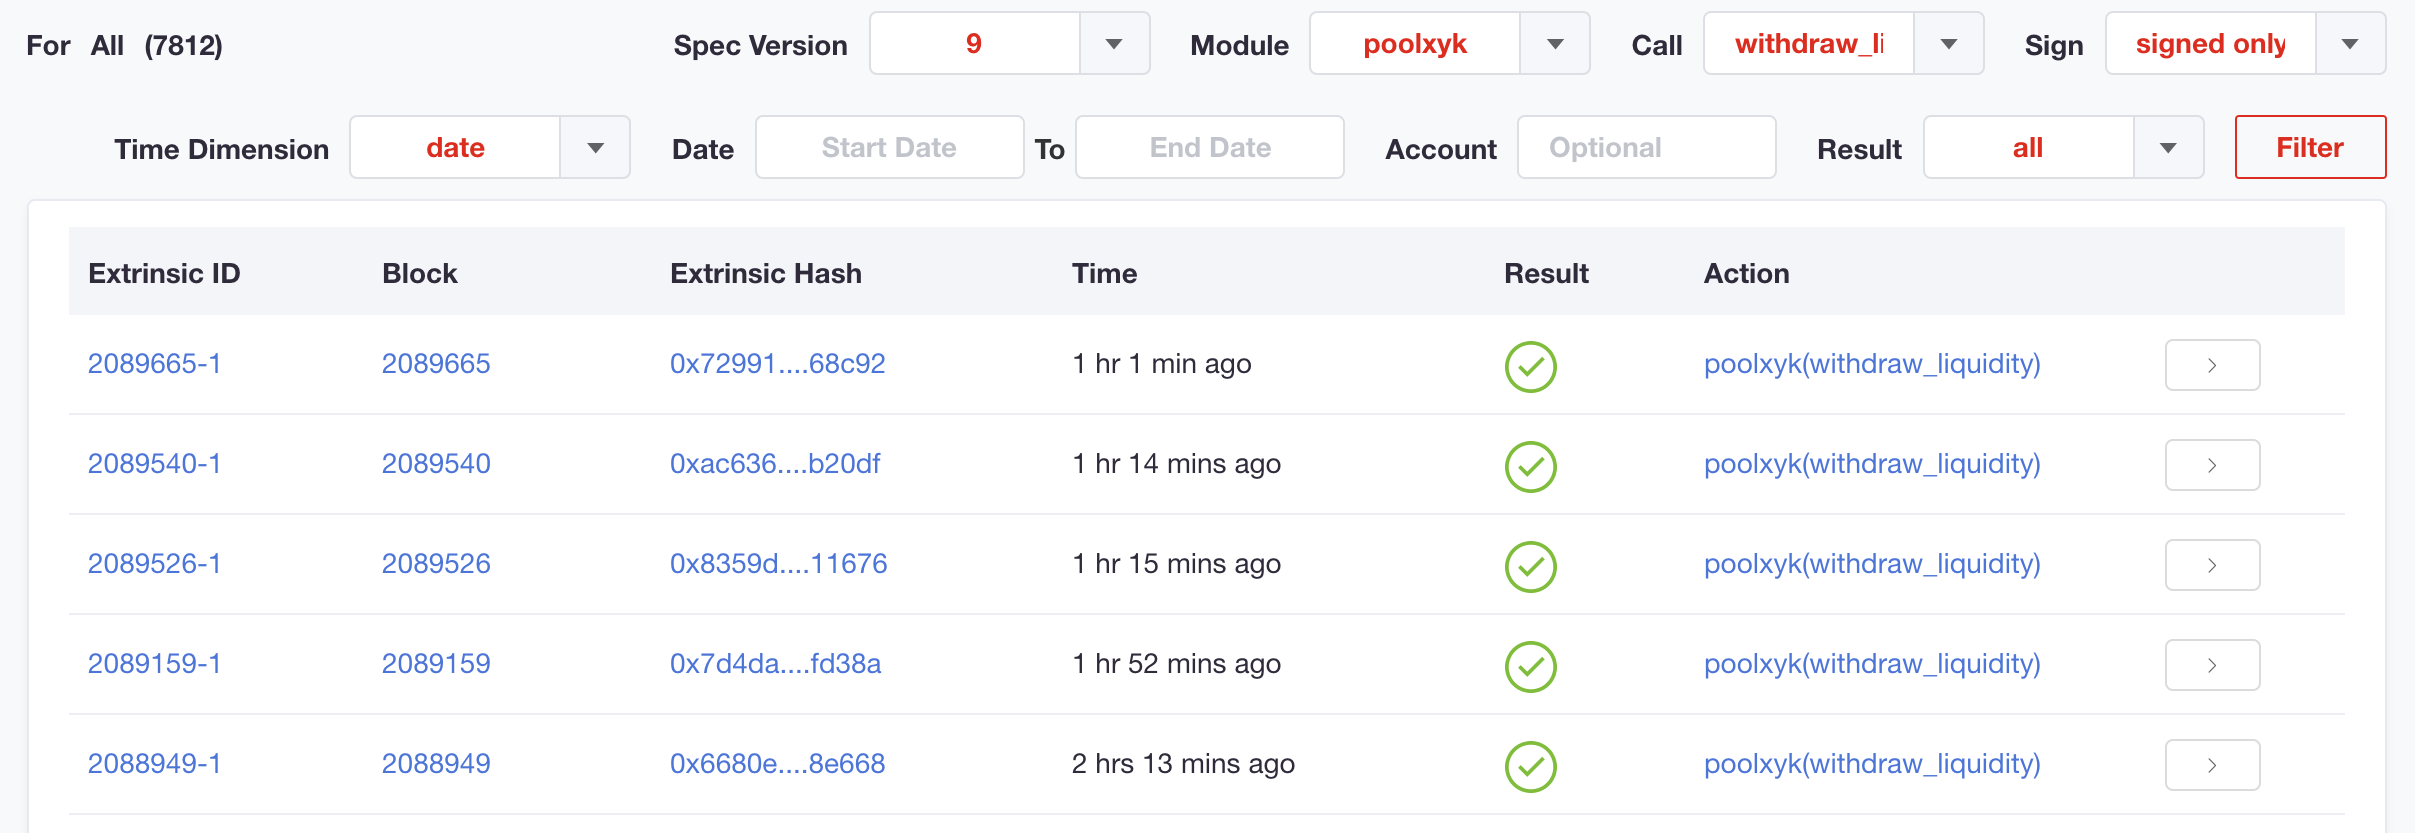 For All (7812) Spec Version 9 Module poolxyk Call withdraw_li Sign signed only
Time Dimension date Date Start Date To End Date Account Optional Result all Filter
Extrinsic ID Block Extrinsic Hash Time Result Action
2089665-1 2089665 0x72991....68c92 1 hr 1 min ago poolxyk(withdraw_liquidity)
2089540-1 2089540 0xac636....b20df 1 hr 14 mins ago poolxyk(withdraw_liquidity)
2089526-1 2089526 0x8359d....11676 1 hr 15 mins ago poolxyk(withdraw_liquidity)
2089159-1 2089159 0x7d4da....fd38a 1 hr 52 mins ago poolxyk(withdraw_liquidity)
2088949-1 2088949 0x6680e....8e668 2 hrs 13 mins ago poolxyk(withdraw_liquidity)